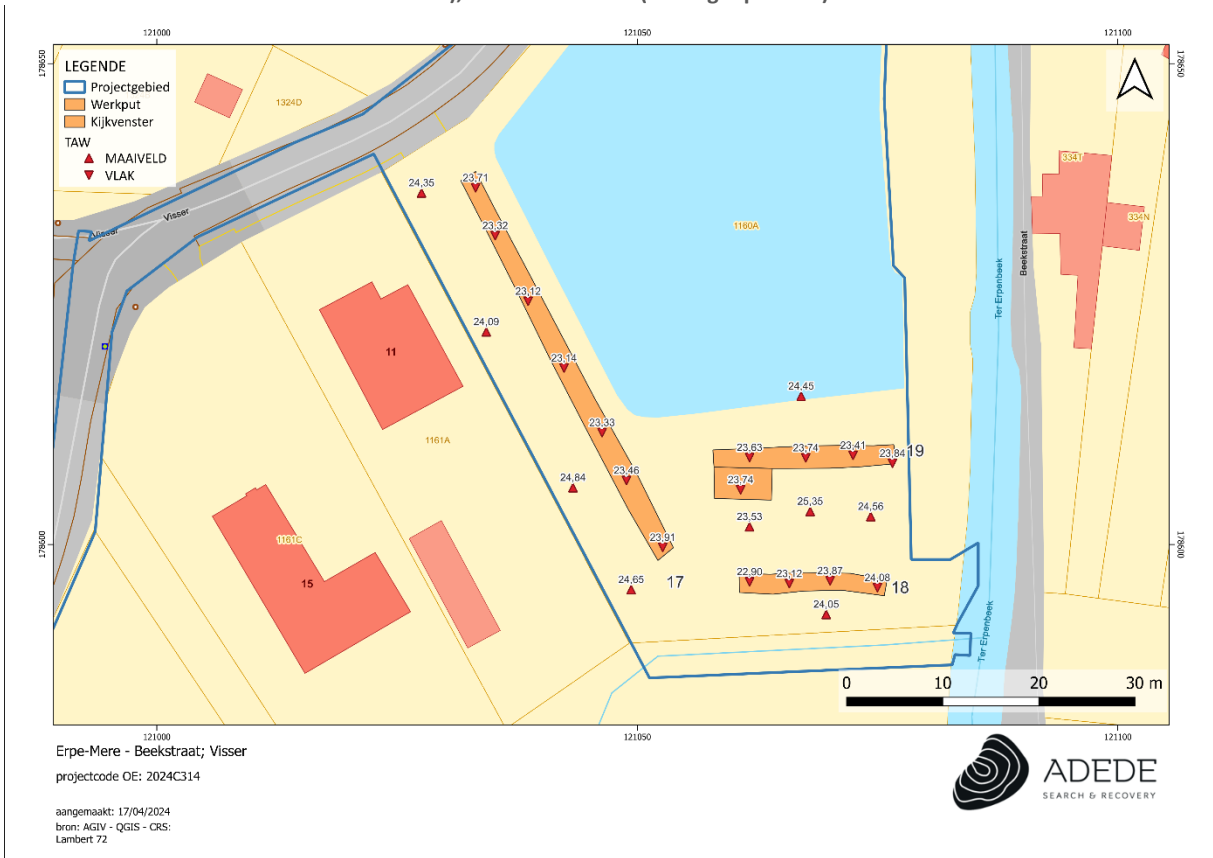 121000
121050
121100
178650
178650
LEGENDE
Projectgebied
Werkput
Kijkvenster
TAW
MAAIVELD
VLAK
1324D
334T
334N
Visser
Visser
24,35
23,71
23,32
1160A
Beekstraat
Ter Erpenbeek
23,12
24,09
11
23,14
24,45
1161A
23,33
23,63
23,74
23,41
19
23,84
23,46
23,74
24,84
25,35
24,56
23,53
23,91
178600
178600
1161C
15
24,65
17
22,90
23,12
23,87
24,08
18
24,05
Ter Erpenbeek
0
10
20
30 m
121000
121050
121100
Erpe-Mere - Beekstraat; Visser
projectcode OE: 2024C314
aangemaakt: 17/04/2024
bron: AGIV - QGIS - CRS:
Lambert 72
ADEDE
SEARCH & RECOVERY